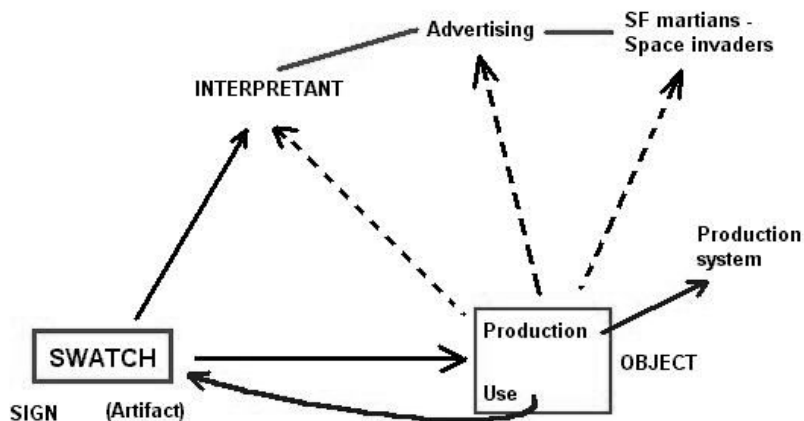 SF martians -
Advertising
Space invaders
INTERPRETANT
Production
system
Production
SWATCH
OBJECT
Use
SIGN (Artifact)